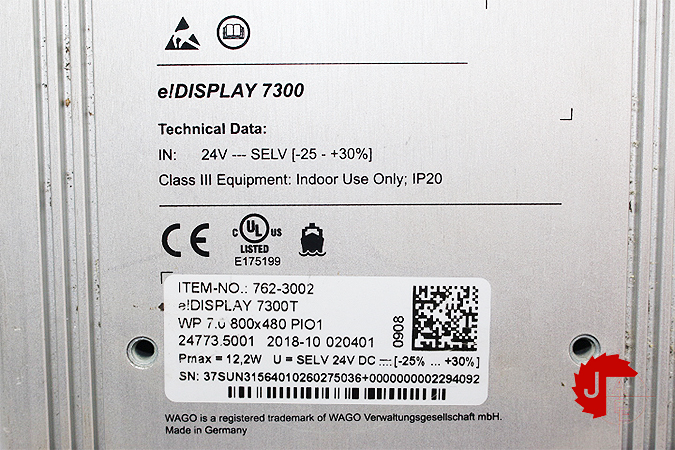 e!DISPLAY 7300
Technical Data:
IN: 24V --- SELV [-25 - +30%]
Class III Equipment: Indoor Use Only; IP20
CE
C UL US
LISTED
E175199
ITEM-NO.: 762-3002
e!DISPLAY 7300T
WP 7.0 800x480 PIO1
24773.5001 2018-10 020401
0908
Pmax = 12,2W U = SELV 24V DC --- [-25% ... +30%]
SN: 37SUN31564010260275036+0000000002294092
WAGO is a registered trademark of WAGO Verwaltungsgesellschaft mbH.
Made in Germany
J